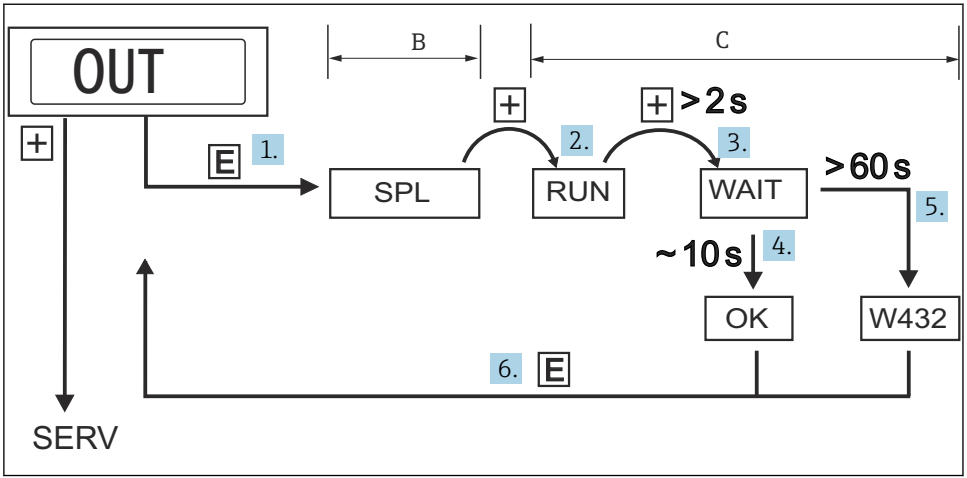 OUT
B
C
+
+
+ >2 s
E
1.
2.
3.
SPL
RUN
WAIT
>60 s
5.
~10 s
4.
OK
W432
6.
E
SERV